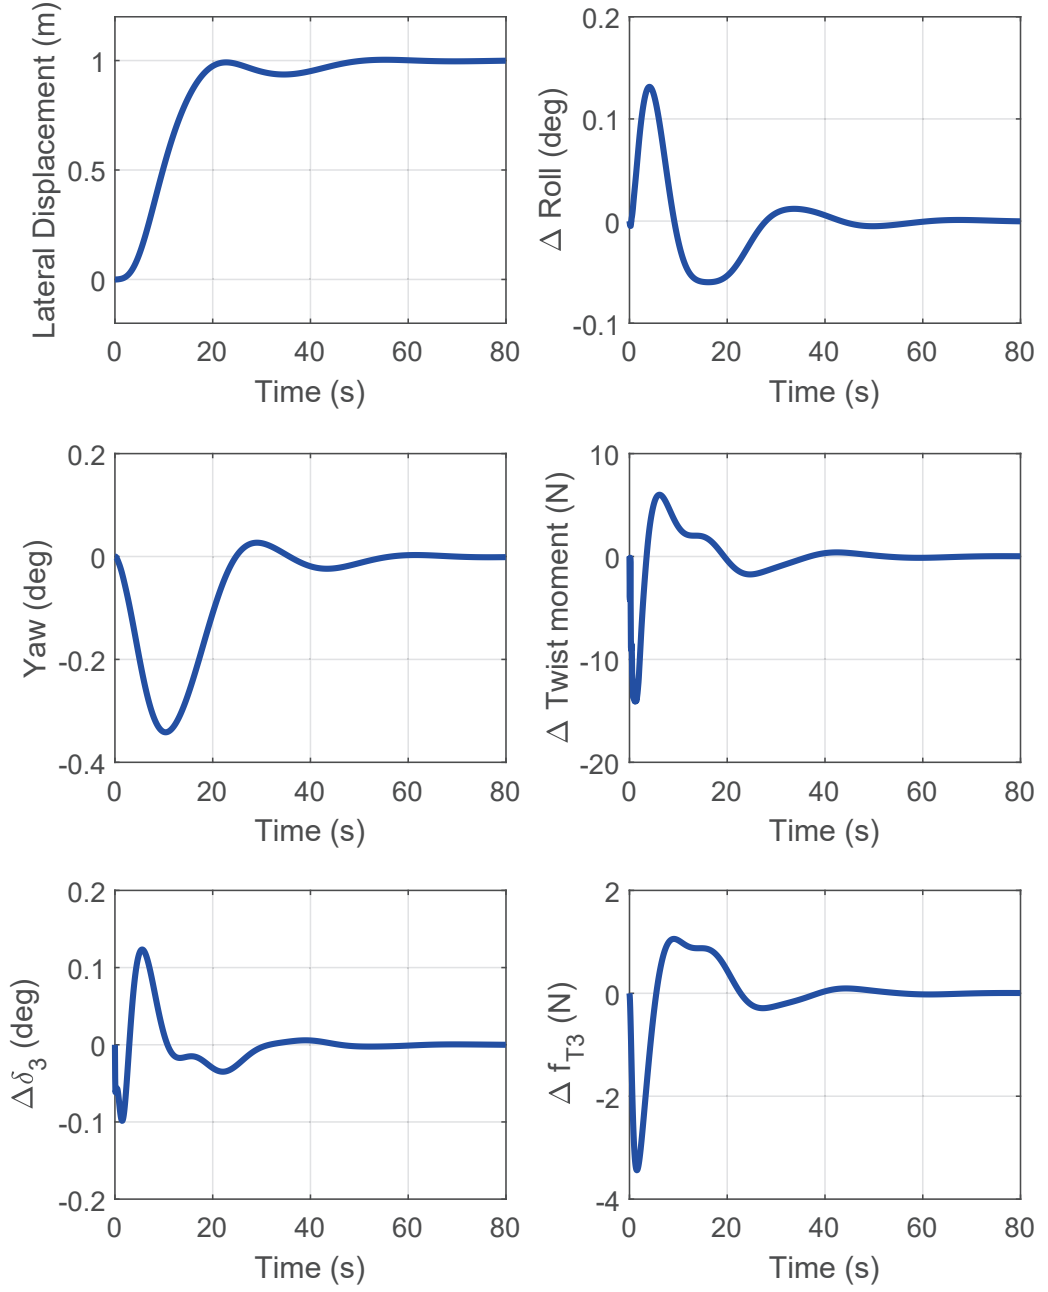 Lateral Displacement (m)
1
0.5
0
0 20 40 60 80
Time (s)
Δ Roll (deg)
0.2
0.1
0
-0.1
0 20 40 60 80
Time (s)
Yaw (deg)
0.2
0
-0.2
-0.4
0 20 40 60 80
Time (s)
Δ Twist moment (N)
10
0
-10
-20
0 20 40 60 80
Time (s)
Δδ3 (deg)
0.2
0.1
0
-0.1
-0.2
0 20 40 60 80
Time (s)
Δ fT3 (N)
2
0
-2
-4
0 20 40 60 80
Time (s)